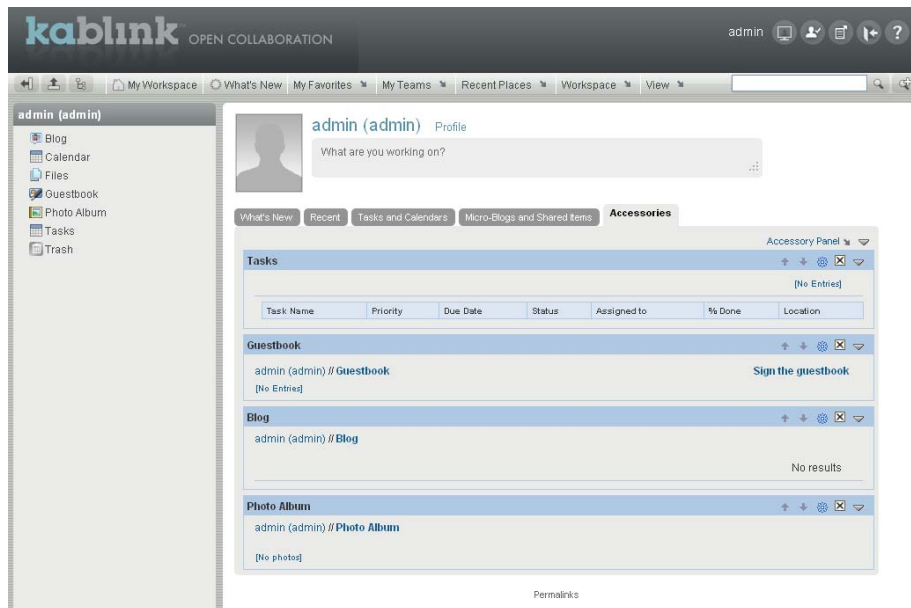 kablink OPEN COLLABORATION
admin ?
My Workspace What's New My Favorites My Teams Recent Places Workspace View
admin (admin)
Blog
Calendar
Files
Guestbook
Photo Album
Tasks
Trash
admin (admin) Profile
What are you working on?
What's New Recent Tasks and Calendars Micro-Blogs and Shared Items Accessories
Accessory Panel
Tasks
[No Entries]
Task Name Priority Due Date Status Assigned to % Done Location
Guestbook
admin (admin) // Guestbook Sign the guestbook
[No Entries]
Blog
admin (admin) // Blog
No results
Photo Album
admin (admin) // Photo Album
[No photos]
Permalinks